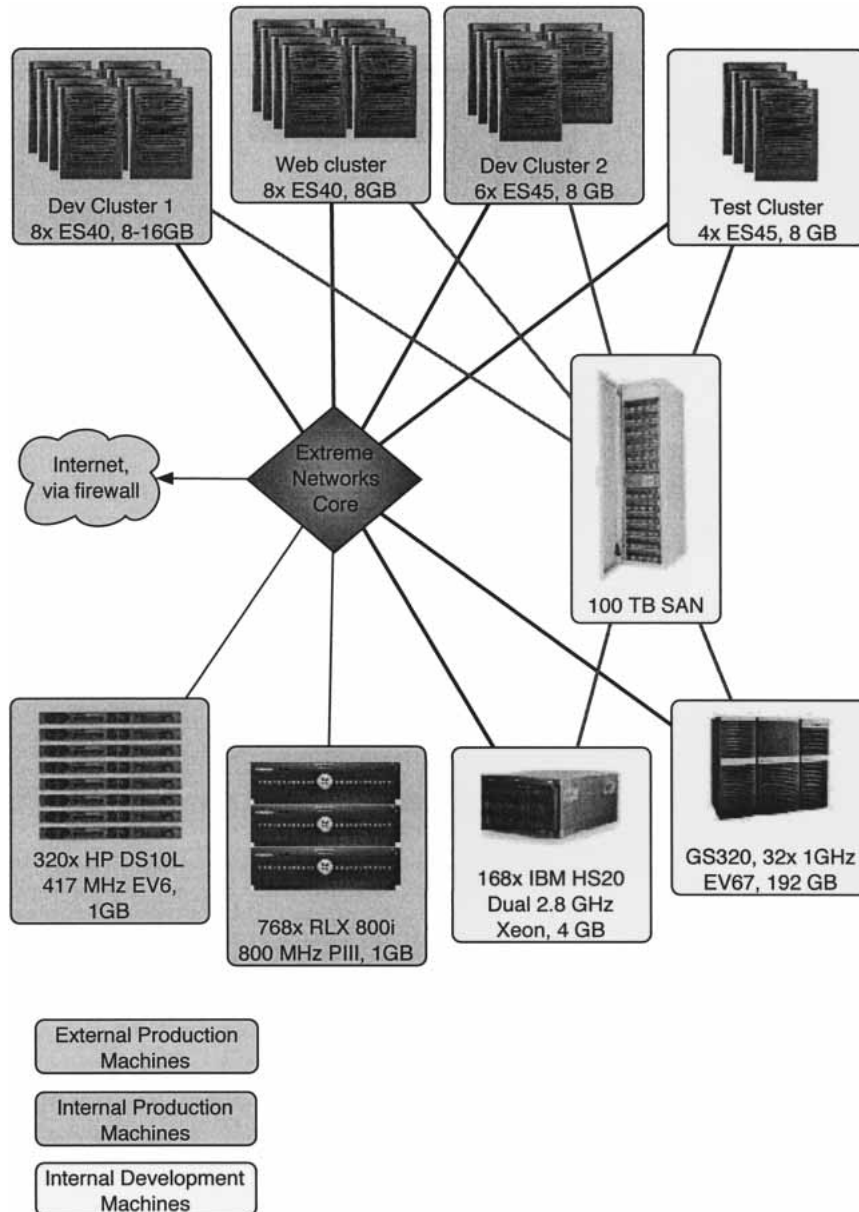 Dev Cluster 1
8x ES40, 8-16GB
Web cluster
8x ES40, 8GB
Dev Cluster 2
6x ES45, 8 GB
Test Cluster
4x ES45, 8 GB
Internet,
via firewall
Extreme
Networks
Core
100 TB SAN
320x HP DS10L
417 MHz EV6,
1GB
768x RLX 800i
800 MHz PIII, 1GB
168x IBM HS20
Dual 2.8 GHz
Xeon, 4 GB
GS320, 32x 1GHz
EV67, 192 GB
External Production
Machines
Internal Production
Machines
Internal Development
Machines